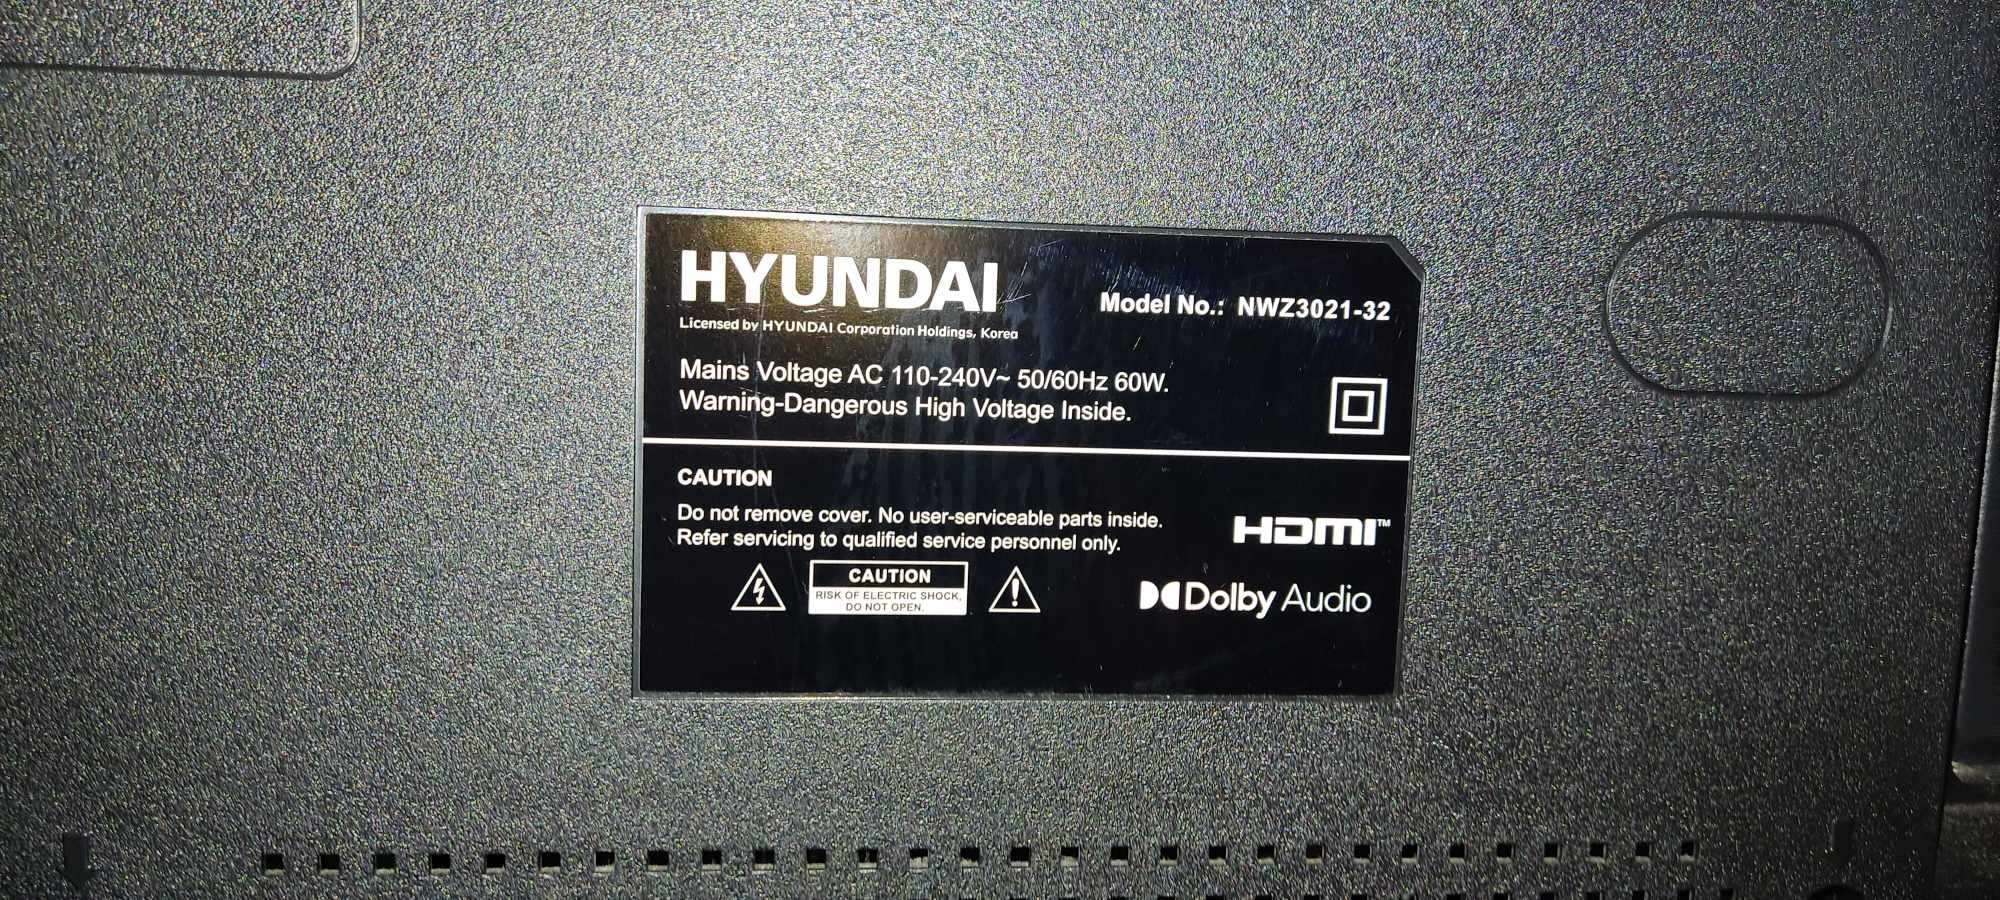 HYUNDAI
Licensed by HYUNDAI Corporation Holdings, Korea
Model No.: NWZ3021-32
Mains Voltage AC 110-240V~ 50/60Hz 60W.
Warning-Dangerous High Voltage Inside.
CAUTION
Do not remove cover. No user-serviceable parts inside.
Refer servicing to qualified service personnel only.
CAUTION
RISK OF ELECTRIC SHOCK,
DO NOT OPEN.
HDMI™
Dolby Audio